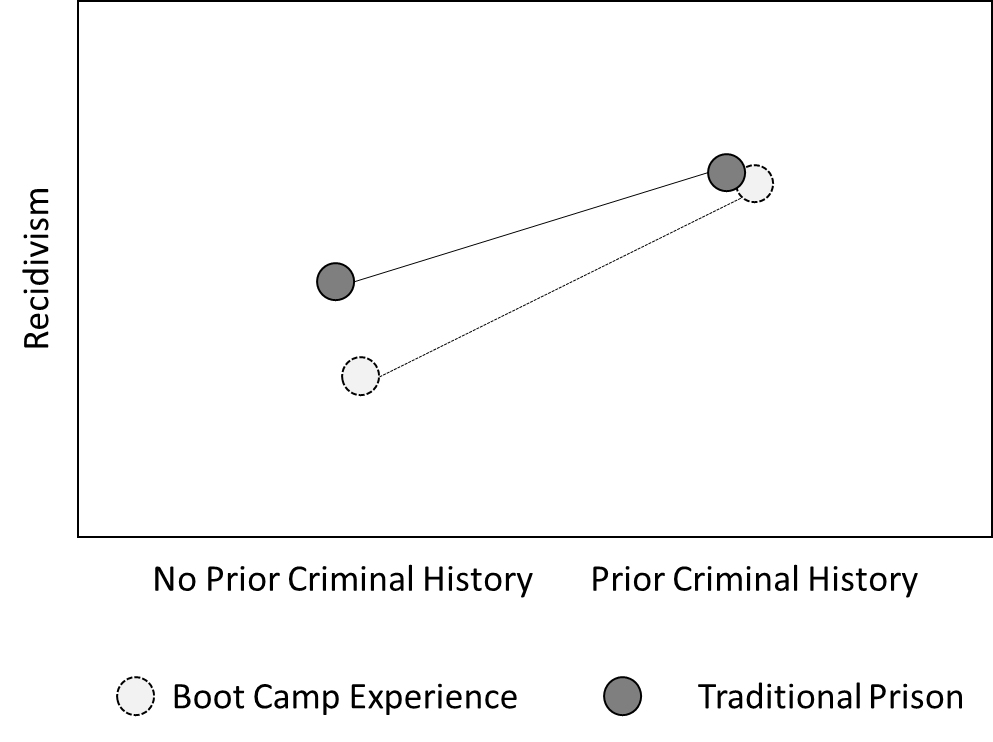 Recidivism
No Prior Criminal History
Prior Criminal History
Boot Camp Experience
Traditional Prison